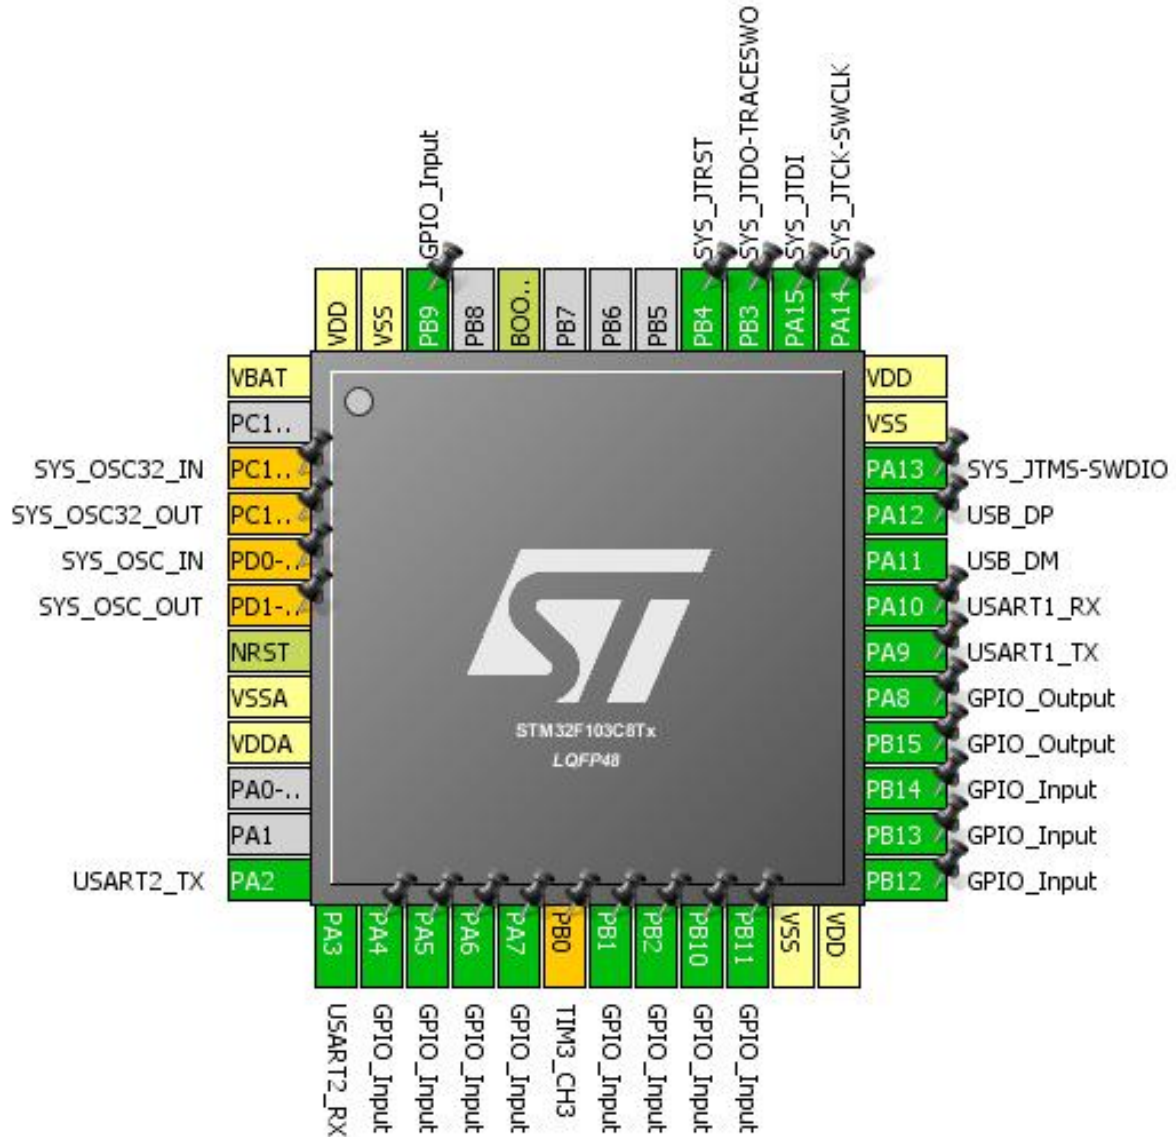 SYS_JTRST
SYS_JTDO-TRACESWO
SYS_JTDI
SYS_JTCK-SWCLK
GPIO_Input
VDD
VSS
PB9
PB8
BOO..
PB7
PB6
PB5
PB4
PB3
PA15
PA14
VBAT
PC1..
SYS_OSC32_IN PC1..
SYS_OSC32_OUT PC1..
SYS_OSC_IN PD0-..
SYS_OSC_OUT PD1-..
NRST
VSSA
VDDA
PA0-..
PA1
USART2_TX PA2
ST
STM32F103C8Tx
LQFP48
VDD
VSS
PA13 SYS_JTMS-SWDIO
PA12 USB_DP
PA11 USB_DM
PA10 USART1_RX
PA9 USART1_TX
PA8 GPIO_Output
PB15 GPIO_Output
PB14 GPIO_Input
PB13 GPIO_Input
PB12 GPIO_Input
PA3
PA4
PA5
PA6
PA7
PB0
PB1
PB2
PB10
PB11
VSS
VDD
USART2_RX
GPIO_Input
GPIO_Input
GPIO_Input
GPIO_Input
TIM3_CH3
GPIO_Input
GPIO_Input
GPIO_Input
GPIO_Input